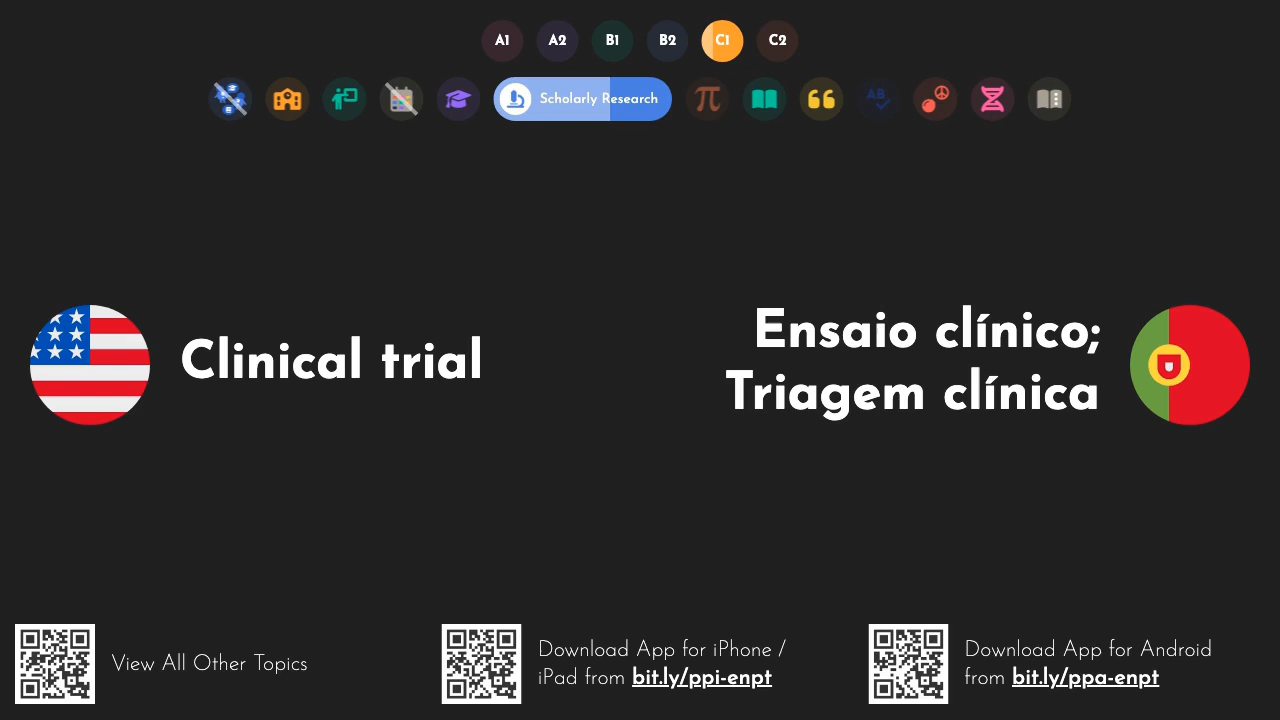 A1 A2 B1 B2 C1 C2
Scholarly Research
Clinical trial
Ensaio clínico;
Triagem clínica
View All Other Topics
Download App for iPhone /
iPad from bit.ly/ppi-enpt
Download App for Android
from bit.ly/ppa-enpt